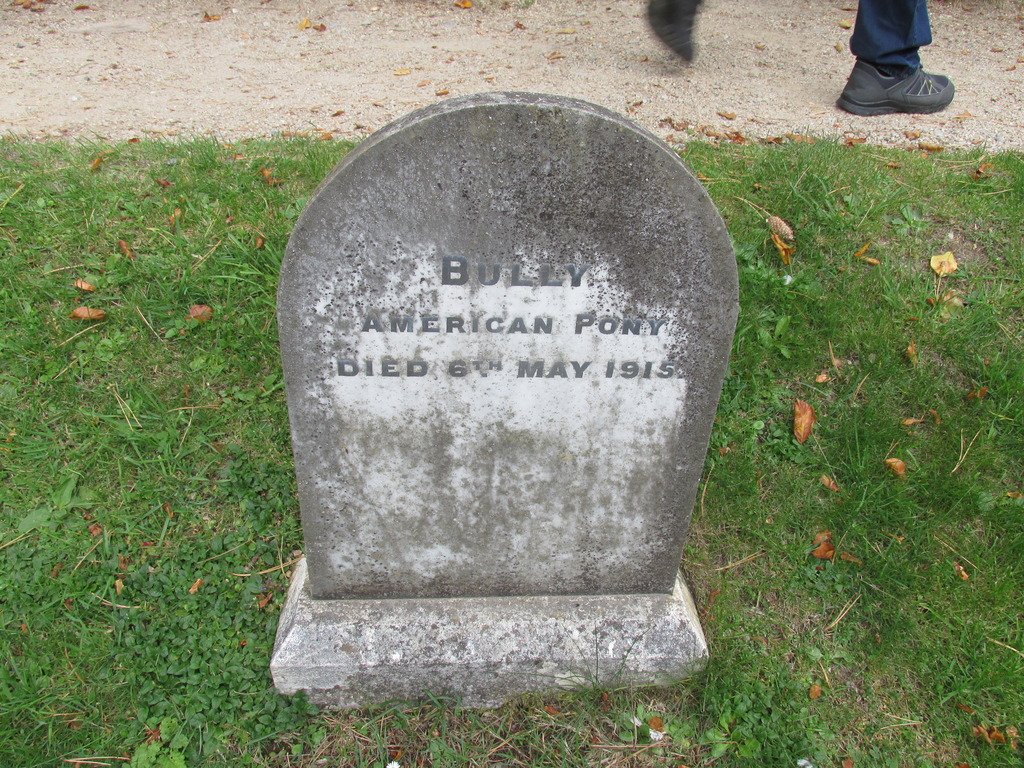 BULLY
AMERICAN PONY
DIED 6TH MAY 1915.